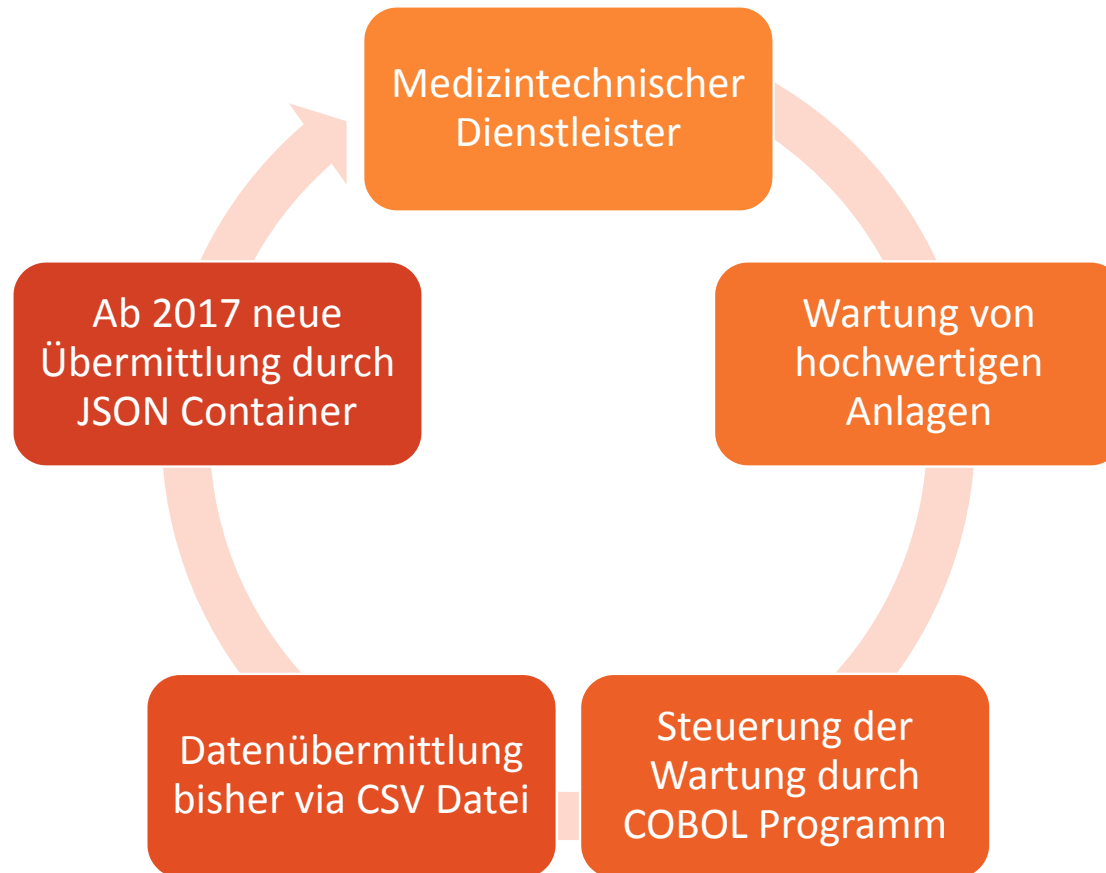 Medizintechnischer
Dienstleister
Wartung von
hochwertigen
Anlagen
Steuerung der
Wartung durch
COBOL Programm
Datenübermittlung
bisher via CSV Datei
Ab 2017 neue
Übermittlung durch
JSON Container